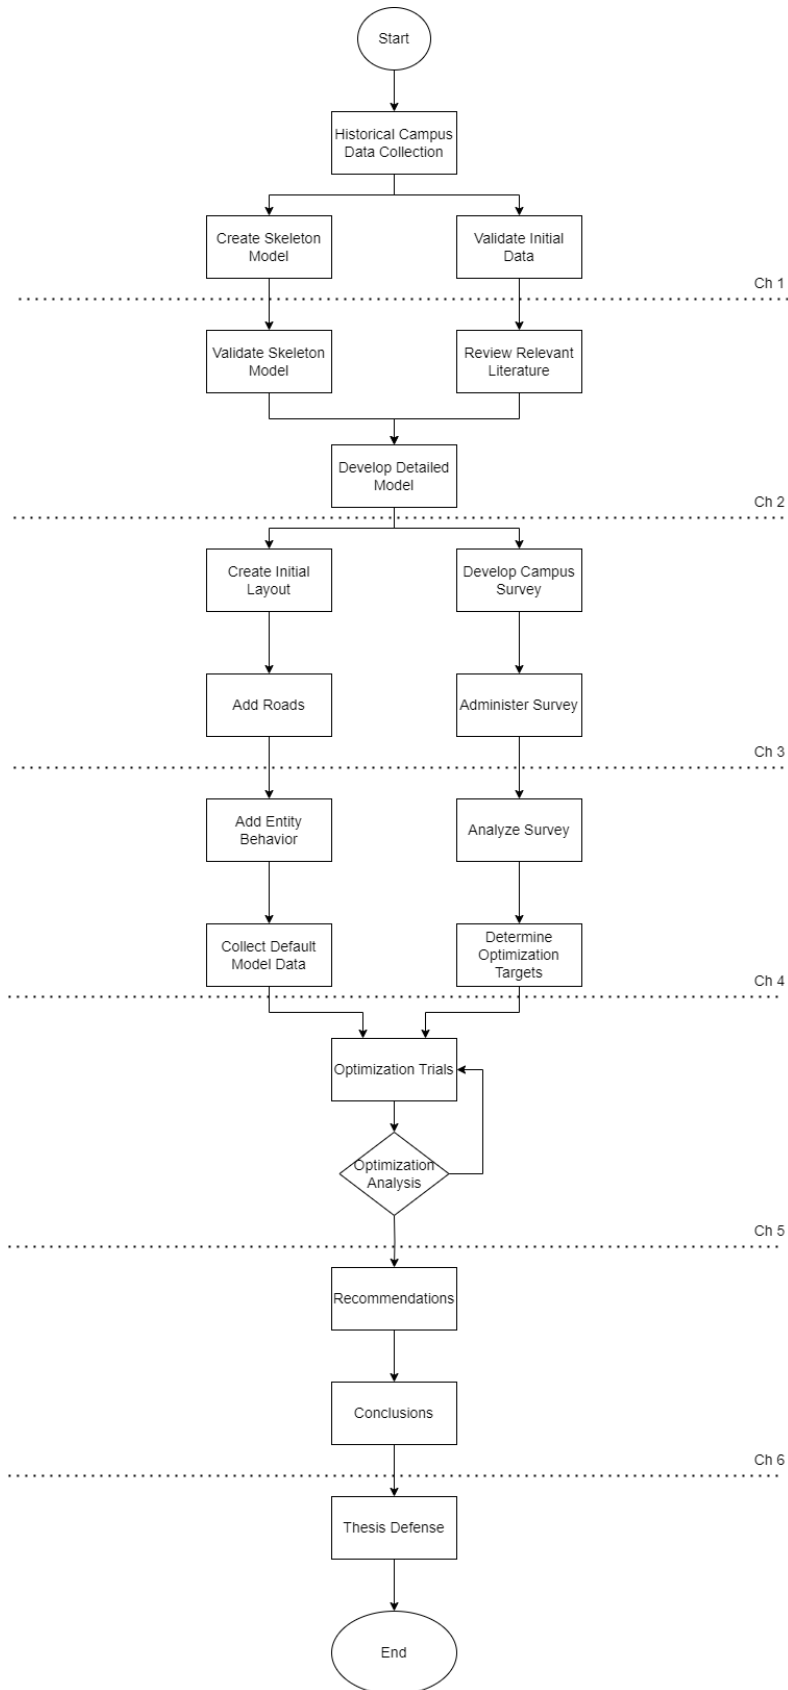 Start
Historical Campus
Data Collection
Create Skeleton
Model
Validate Initial
Data
Ch 1
Validate Skeleton
Model
Review Relevant
Literature
Develop Detailed
Model
Ch 2
Create Initial
Layout
Develop Campus
Survey
Add Roads
Administer Survey
Ch 3
Add Entity
Behavior
Analyze Survey
Collect Default
Model Data
Determine
Optimization
Targets
Ch 4
Optimization Trials
Optimization
Analysis
Ch 5
Recommendations
Conclusions
Ch 6
Thesis Defense
End